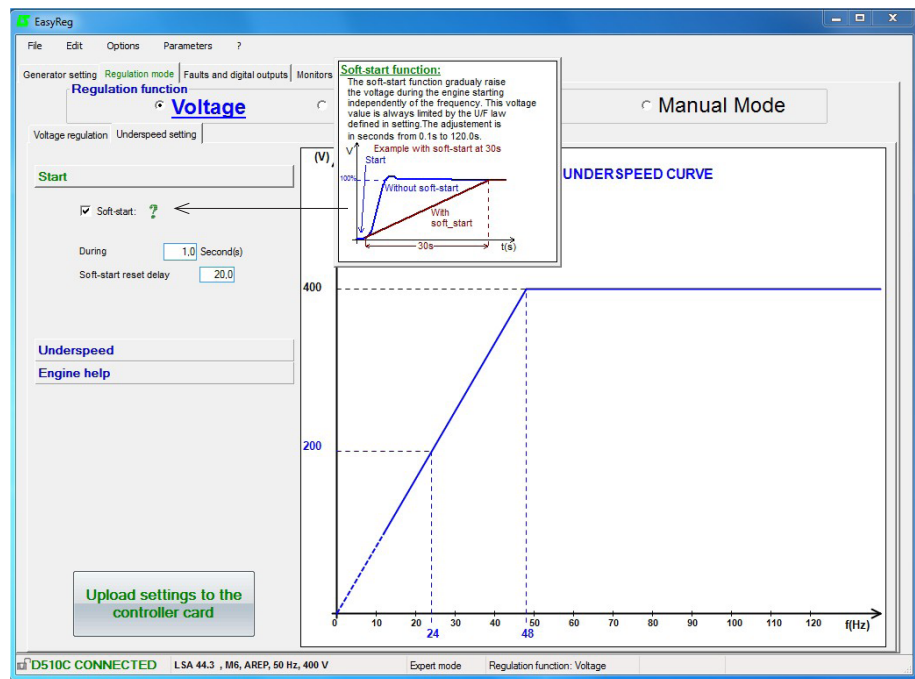 EasyReg
File Edit Options Parameters ?
Generator setting Regulation mode Faults and digital outputs Monitors
Regulation function
Voltage
Manual Mode
Voltage regulation Underspeed setting
Soft-start function:
The soft-start function gradualy raise
the voltage during the engine starting
independently of the frequency. This voltage
value is always limited by the U/F law
defined in setting.The adjustement is
in seconds from 0.1s to 120.0s.
V Example with soft-start at 30s
Start
100%
Without soft-start
With
soft_start
30s
t(s)
Start
Soft-start: ?
During 1,0 Second(s)
Soft-start reset delay 20,0
Underspeed
Engine help
Upload settings to the
controller card
(V)
UNDERSPEED CURVE
400
200
0 10 20 30 40 50 60 70 80 90 100 110 120 f(Hz)
24 48
D510C CONNECTED LSA 44.3 , M6, AREP, 50 Hz, 400 V Expert mode Regulation function: Voltage